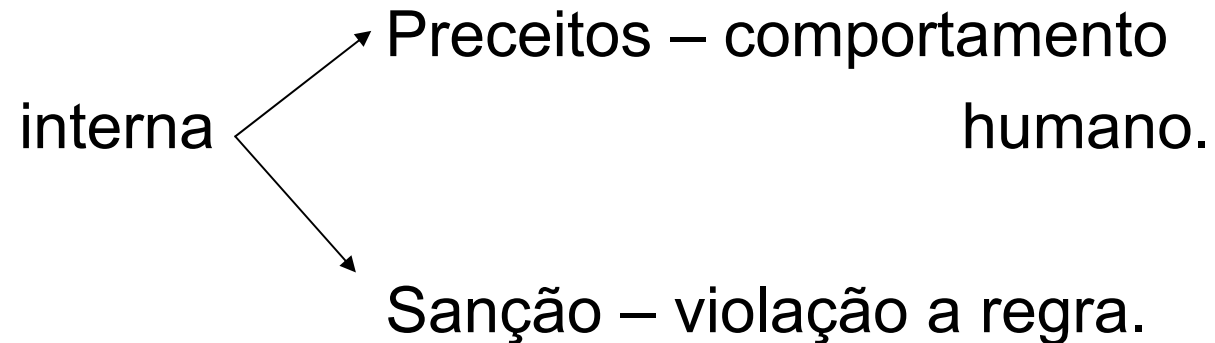 Preceitos – comportamento
interna humano.
Sanção – violação a regra.